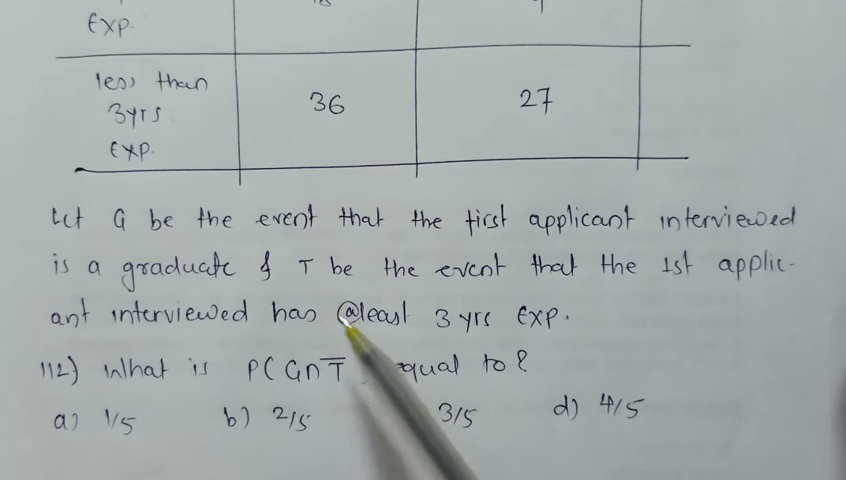 Exp.
less than 36 27
3yrs
Exp.
Let G be the event that the first applicant interviewed
is a graduate & T be the event that the 1st applic-
ant interviewed has @least 3 yrs Exp.
112) What is P(G∩T̅ equal to?
a) 1/5 b) 2/5 3/5 d) 4/5